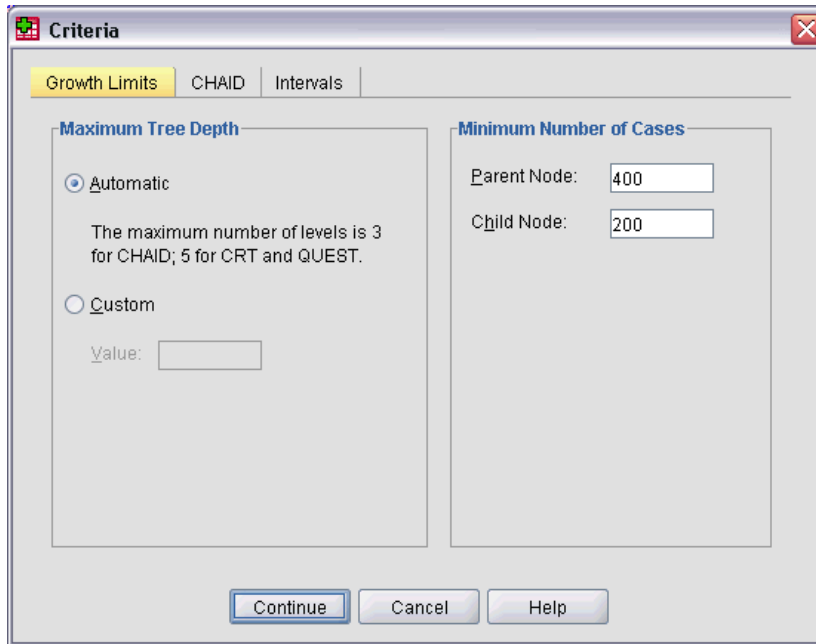 Criteria
Growth Limits
CHAID
Intervals
Maximum Tree Depth
Automatic
The maximum number of levels is 3
for CHAID; 5 for CRT and QUEST.
Custom
Value:
Minimum Number of Cases
Parent Node: 400
Child Node: 200
Continue
Cancel
Help